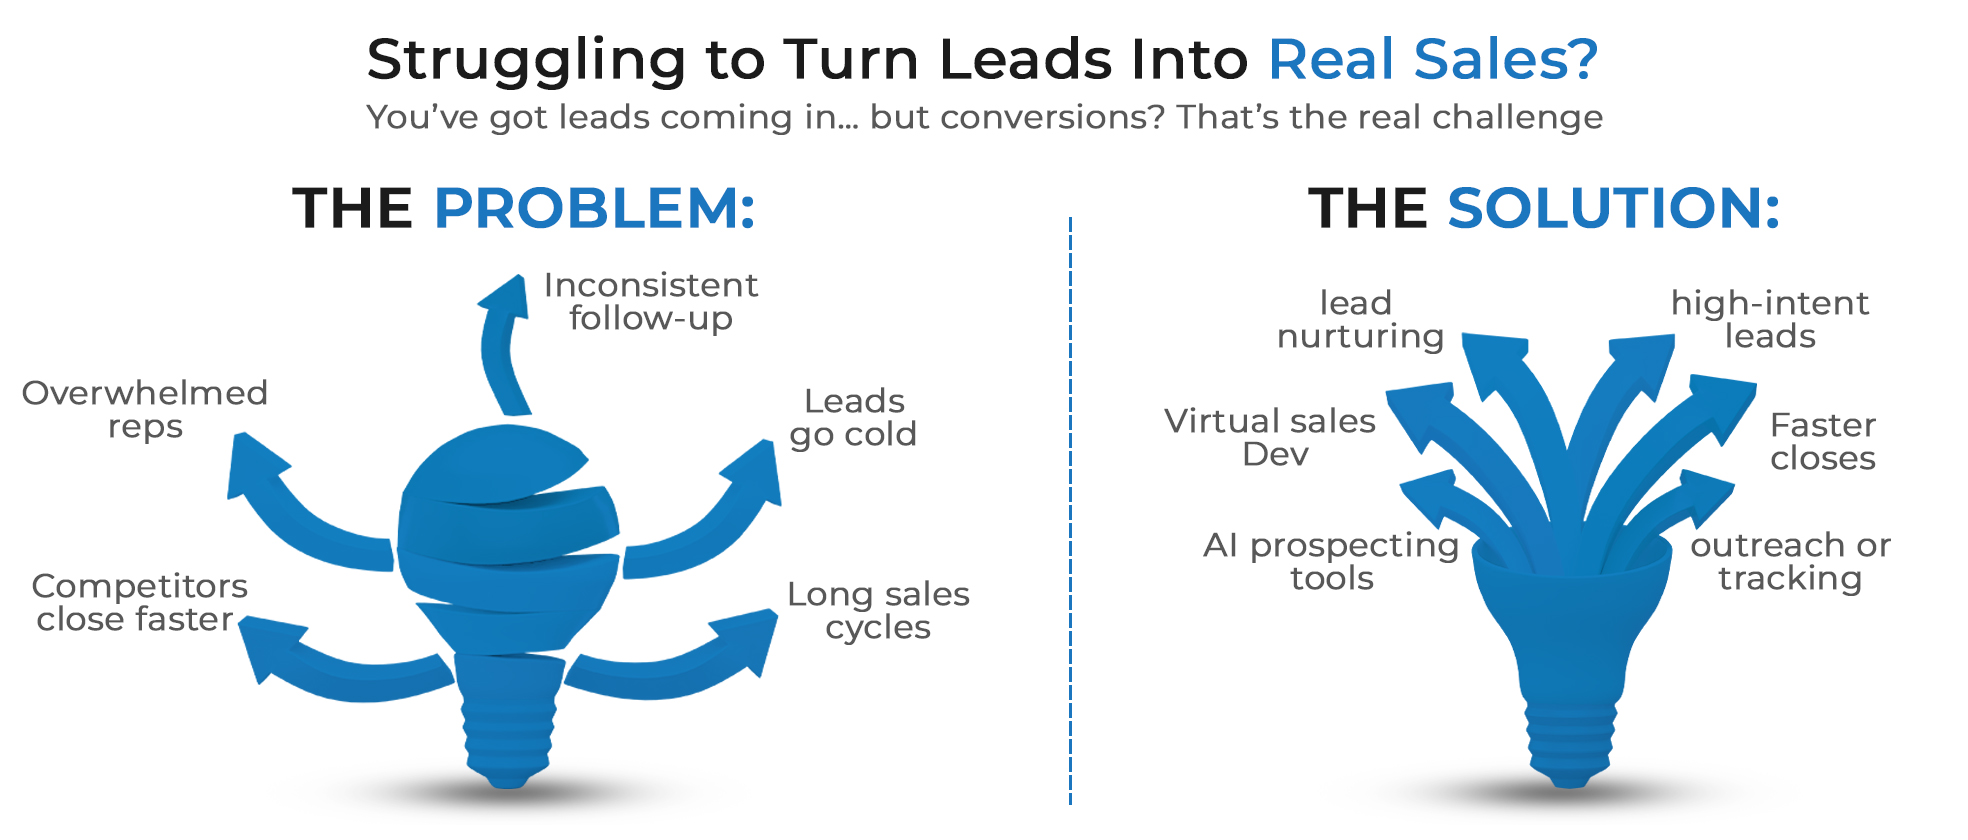 Struggling to Turn Leads Into Real Sales?
You've got leads coming in... but conversions? That's the real challenge
THE PROBLEM:
Inconsistent
follow-up
Overwhelmed
reps
Leads
go cold
Competitors
close faster
Long sales
cycles
THE SOLUTION:
lead
nurturing
high-intent
leads
Virtual sales
Dev
Faster
closes
AI prospecting
tools
outreach or
tracking